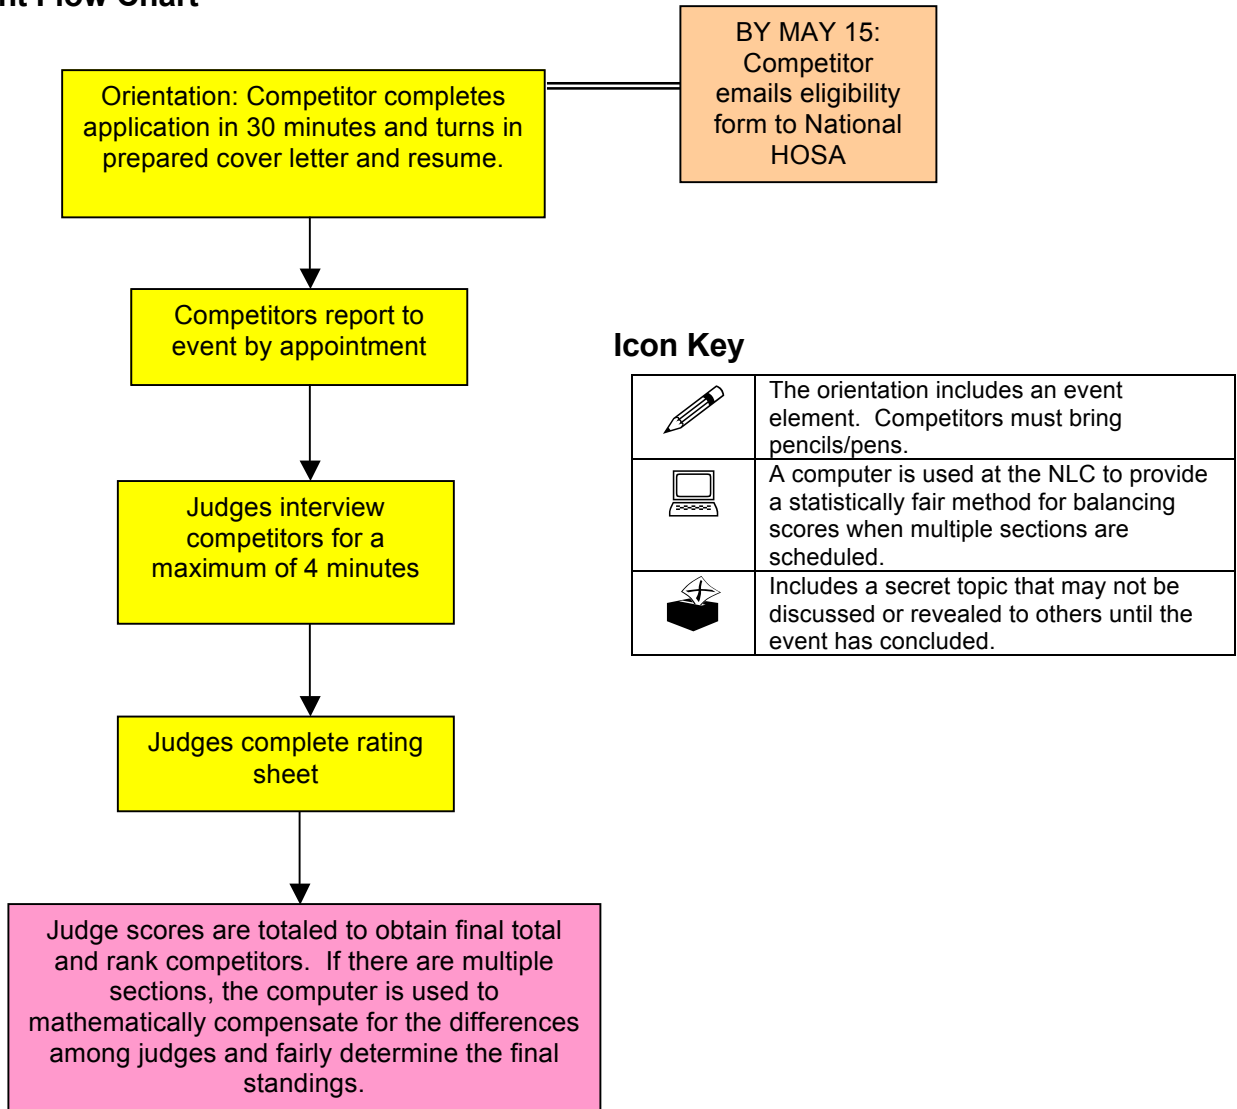 nt Flow Chart
BY MAY 15:
Competitor
emails eligibility
form to National
HOSA
Orientation: Competitor completes
application in 30 minutes and turns in
prepared cover letter and resume.
Competitors report to
event by appointment
Judges interview
competitors for a
maximum of 4 minutes
Judges complete rating
sheet
Judge scores are totaled to obtain final total
and rank competitors. If there are multiple
sections, the computer is used to
mathematically compensate for the differences
among judges and fairly determine the final
standings.
Icon Key
The orientation includes an event
element. Competitors must bring
pencils/pens.
A computer is used at the NLC to provide
a statistically fair method for balancing
scores when multiple sections are
scheduled.
Includes a secret topic that may not be
discussed or revealed to others until the
event has concluded.